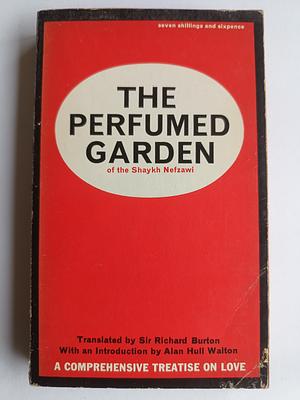 seven shillings and sixpence
THE
PERFUMED
GARDEN
of the Shaykh Nefzawi
Translated by Sir Richard Burton
With an Introduction by Alan Hull Walton
A COMPREHENSIVE TREATISE ON LOVE